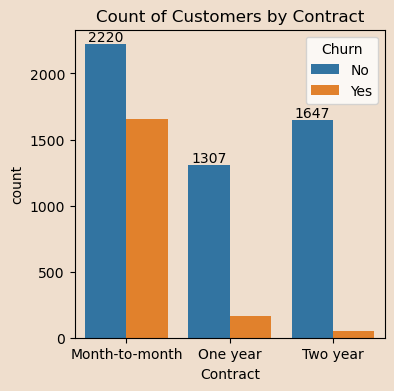 Count of Customers by Contract
2220
Churn
No
Yes
2000
1647
1500
1307
count
1000
500
0
Month-to-month One year Two year
Contract